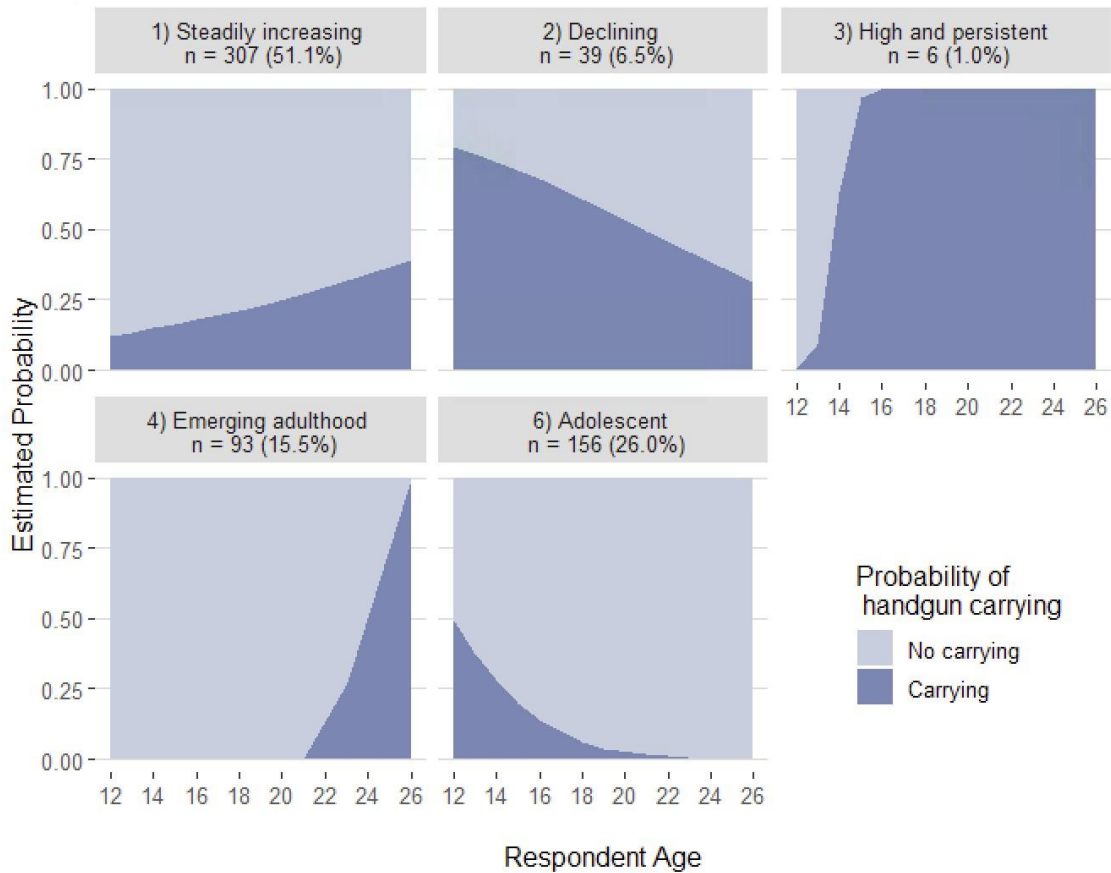 1) Steadily increasing
n = 307 (51.1%)
2) Declining
n = 39 (6.5%)
3) High and persistent
n = 6 (1.0%)
1.00
0.75
0.50
0.25
0.00
12 14 16 18 20 22 24 26
4) Emerging adulthood
n = 93 (15.5%)
6) Adolescent
n = 156 (26.0%)
1.00
0.75
0.50
0.25
0.00
12 14 16 18 20 22 24 26
12 14 16 18 20 22 24 26
Estimated Probability
Respondent Age
Probability of
handgun carrying
No carrying
Carrying